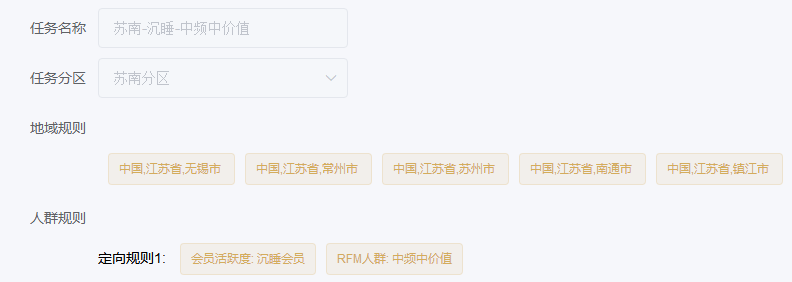 任务名称 苏南-沉睡-中频中价值
任务分区 苏南分区
地域规则
中国,江苏省,无锡市 中国,江苏省,常州市 中国,江苏省,苏州市 中国,江苏省,南通市 中国,江苏省,镇江市
人群规则
定向规则1: 会员活跃度: 沉睡会员 RFM人群: 中频中价值